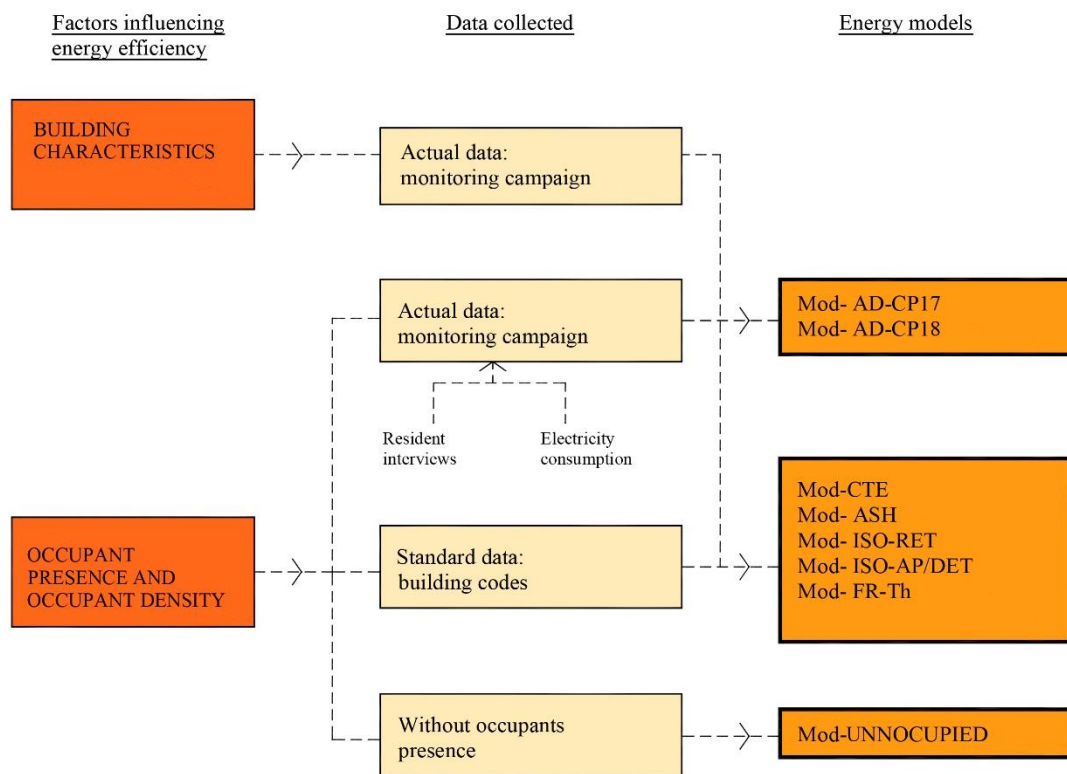 Factors influencing
energy efficiency
Data collected
Energy models
BUILDING
CHARACTERISTICS
Actual data:
monitoring campaign
Actual data:
monitoring campaign
Mod- AD-CP17
Mod- AD-CP18
Resident
interviews
Electricity
consumption
OCCUPANT
PRESENCE AND
OCCUPANT DENSITY
Standard data:
building codes
Mod-CTE
Mod- ASH
Mod- ISO-RET
Mod- ISO-AP/DET
Mod- FR-Th
Without occupants
presence
Mod-UNNOCUPIED